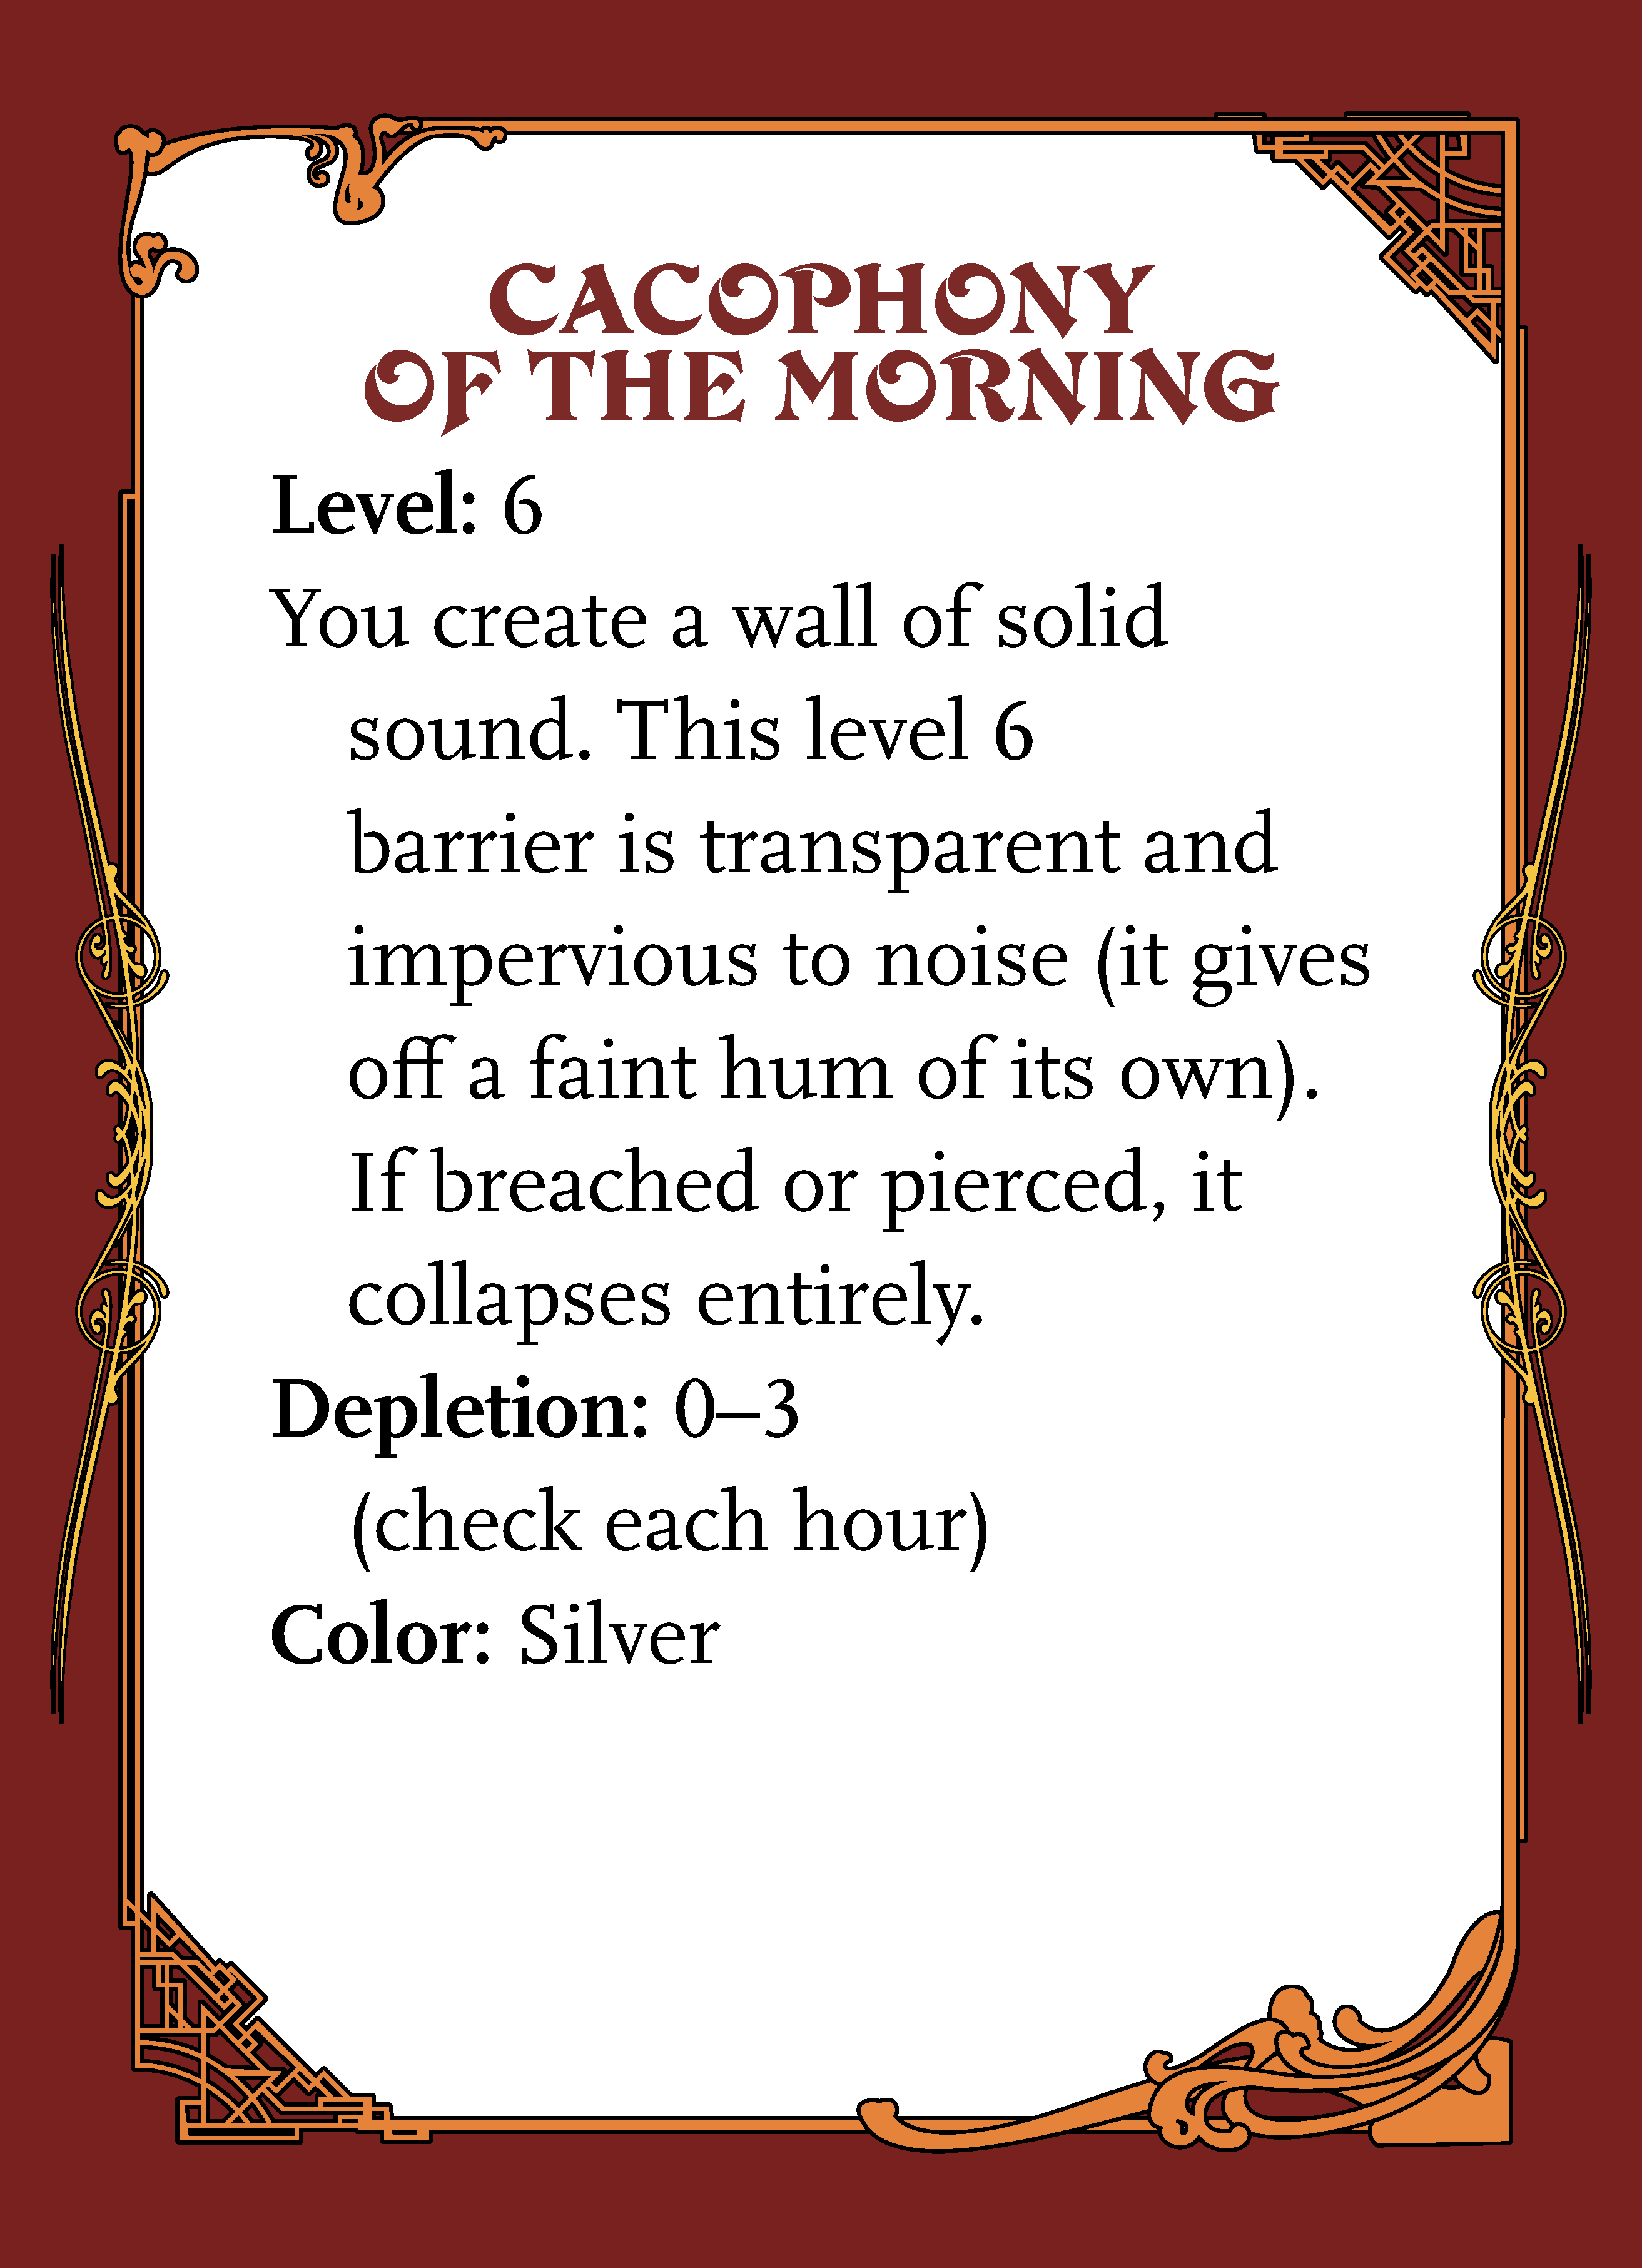 CACOPHONY
OF THE MORNING
Level: 6
You create a wall of solid
sound. This level 6
barrier is transparent and
impervious to noise (it gives
off a faint hum of its own).
If breached or pierced, it
collapses entirely.
Depletion: 0–3
(check each hour)
Color: Silver